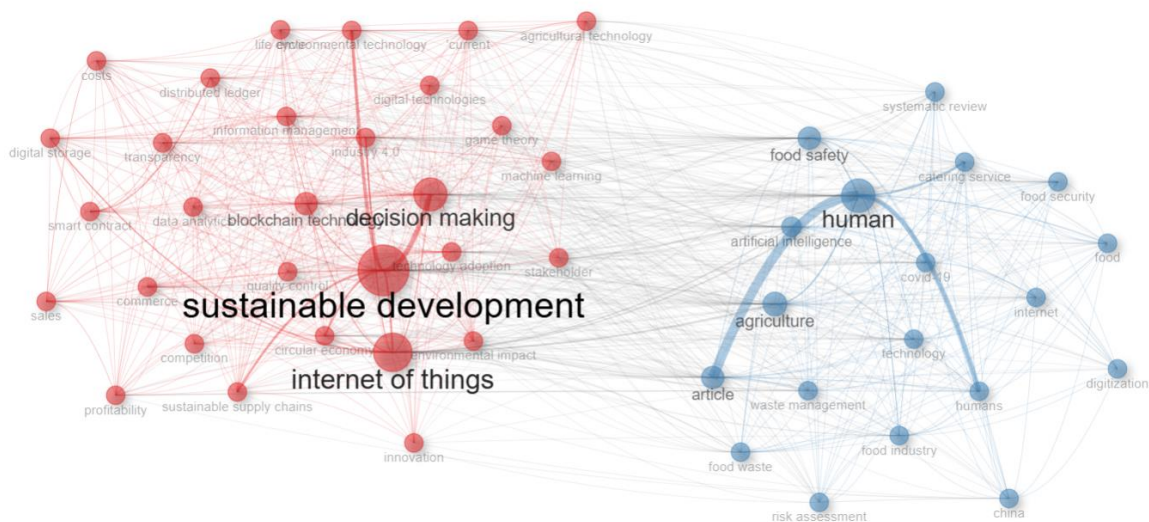 life cycle
environmental technology
current
agricultural technology
costs
distributed ledger
digital technologies
information management
game theory
digital storage
transparency
industry 4.0
machine learning
smart contract
data analytics
blockchain technology
decision making
technology adoption
stakeholder
quality control
commerce
sales
sustainable development
circular economy
environmental impact
competition
internet of things
profitability
sustainable supply chains
innovation
systematic review
food safety
catering service
food security
human
artificial intelligence
food
covid-19
internet
agriculture
technology
digitization
article
waste management
humans
food industry
food waste
risk assessment
china